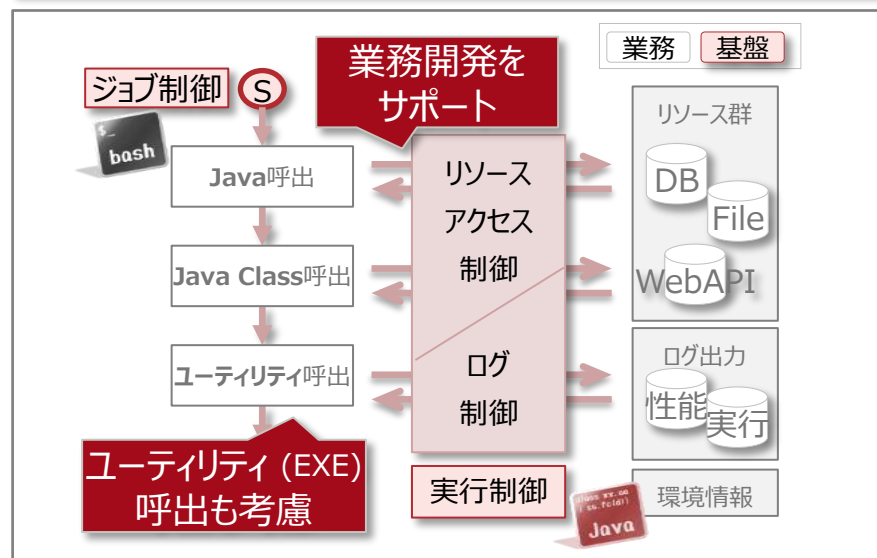 業務
基盤
ジョブ制御
S
業務開発を
サポート
$_
bash
Java呼出
Java Class呼出
ユーティリティ呼出
リソース
アクセス
制御
ログ
制御
リソース群
DB
File
WebAPI
ログ出力
性能
実行
ユーティリティ (EXE)
呼出も考慮
実行制御
Java
環境情報